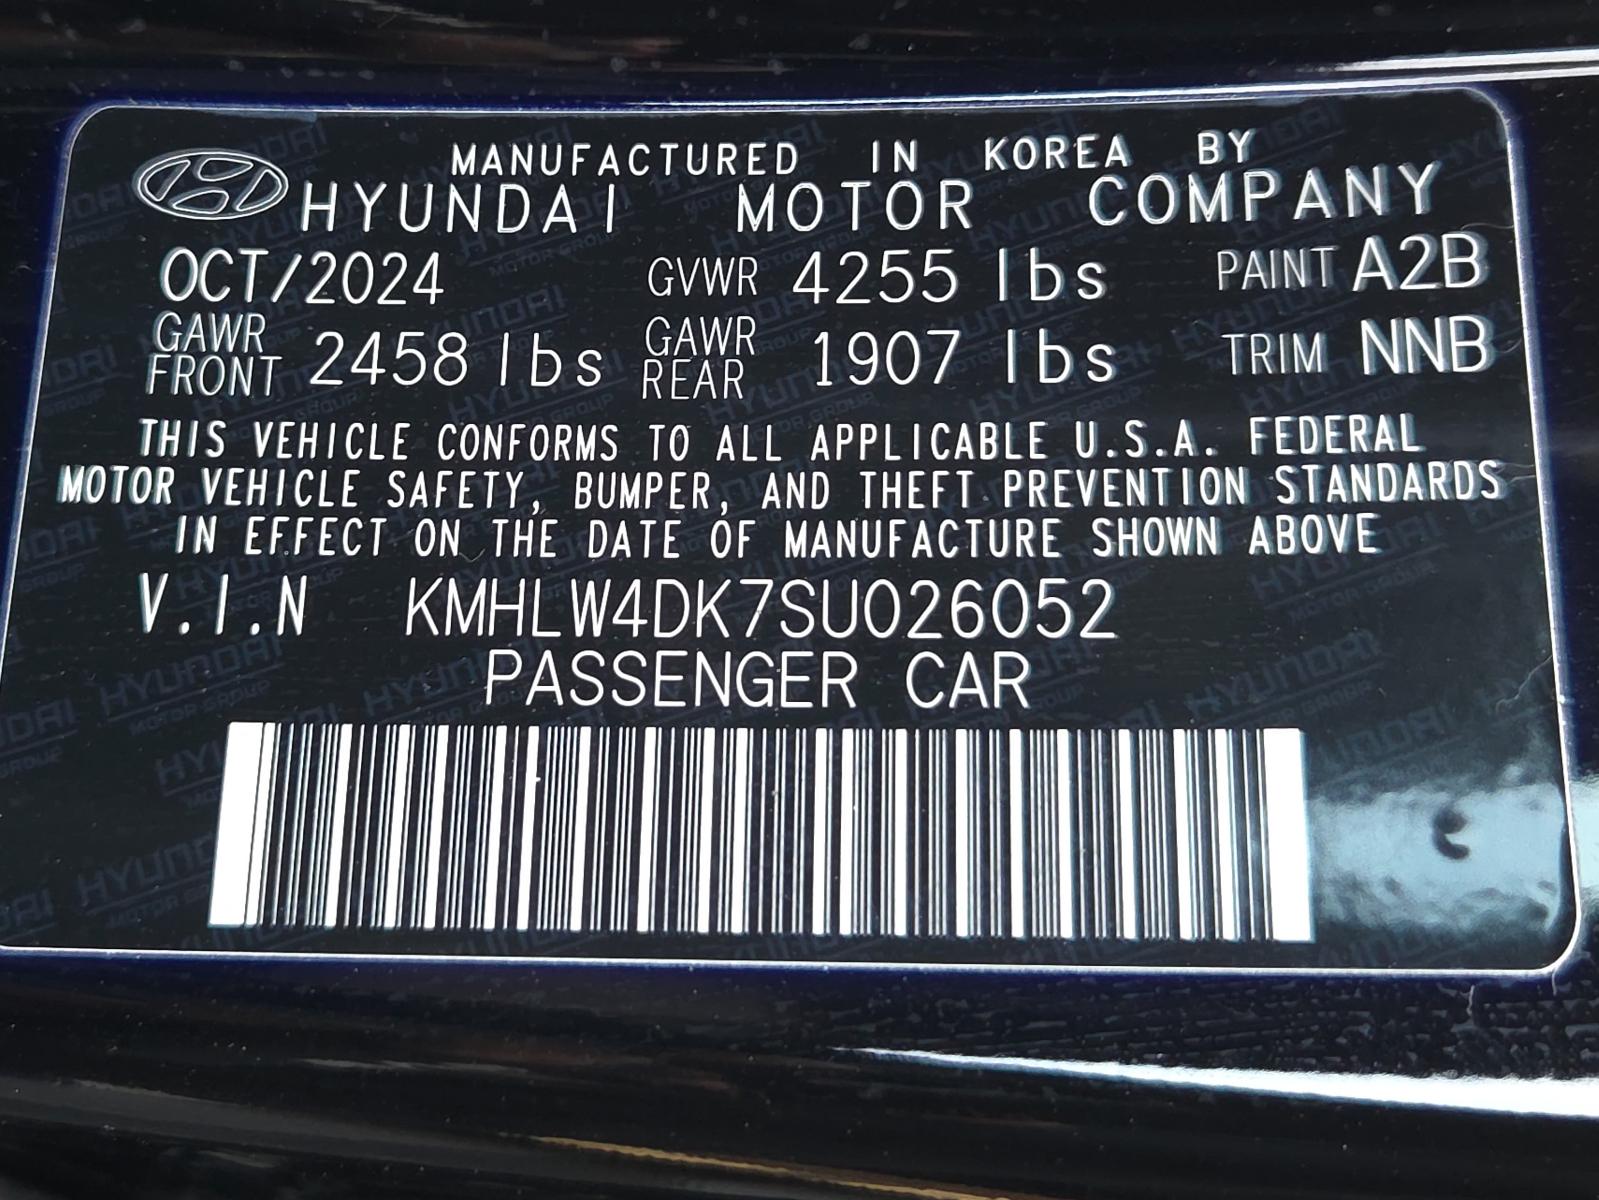 MANUFACTURED IN KOREA BY
HYUNDAI MOTOR COMPANY
OCT/2024 GVWR 4255 lbs PAINT A2B
GAWR FRONT 2458 lbs GAWR REAR 1907 lbs TRIM NNB
THIS VEHICLE CONFORMS TO ALL APPLICABLE U.S.A. FEDERAL
MOTOR VEHICLE SAFETY, BUMPER, AND THEFT PREVENTION STANDARDS
IN EFFECT ON THE DATE OF MANUFACTURE SHOWN ABOVE
V.I.N KMHLW4DK7SU026052
PASSENGER CAR